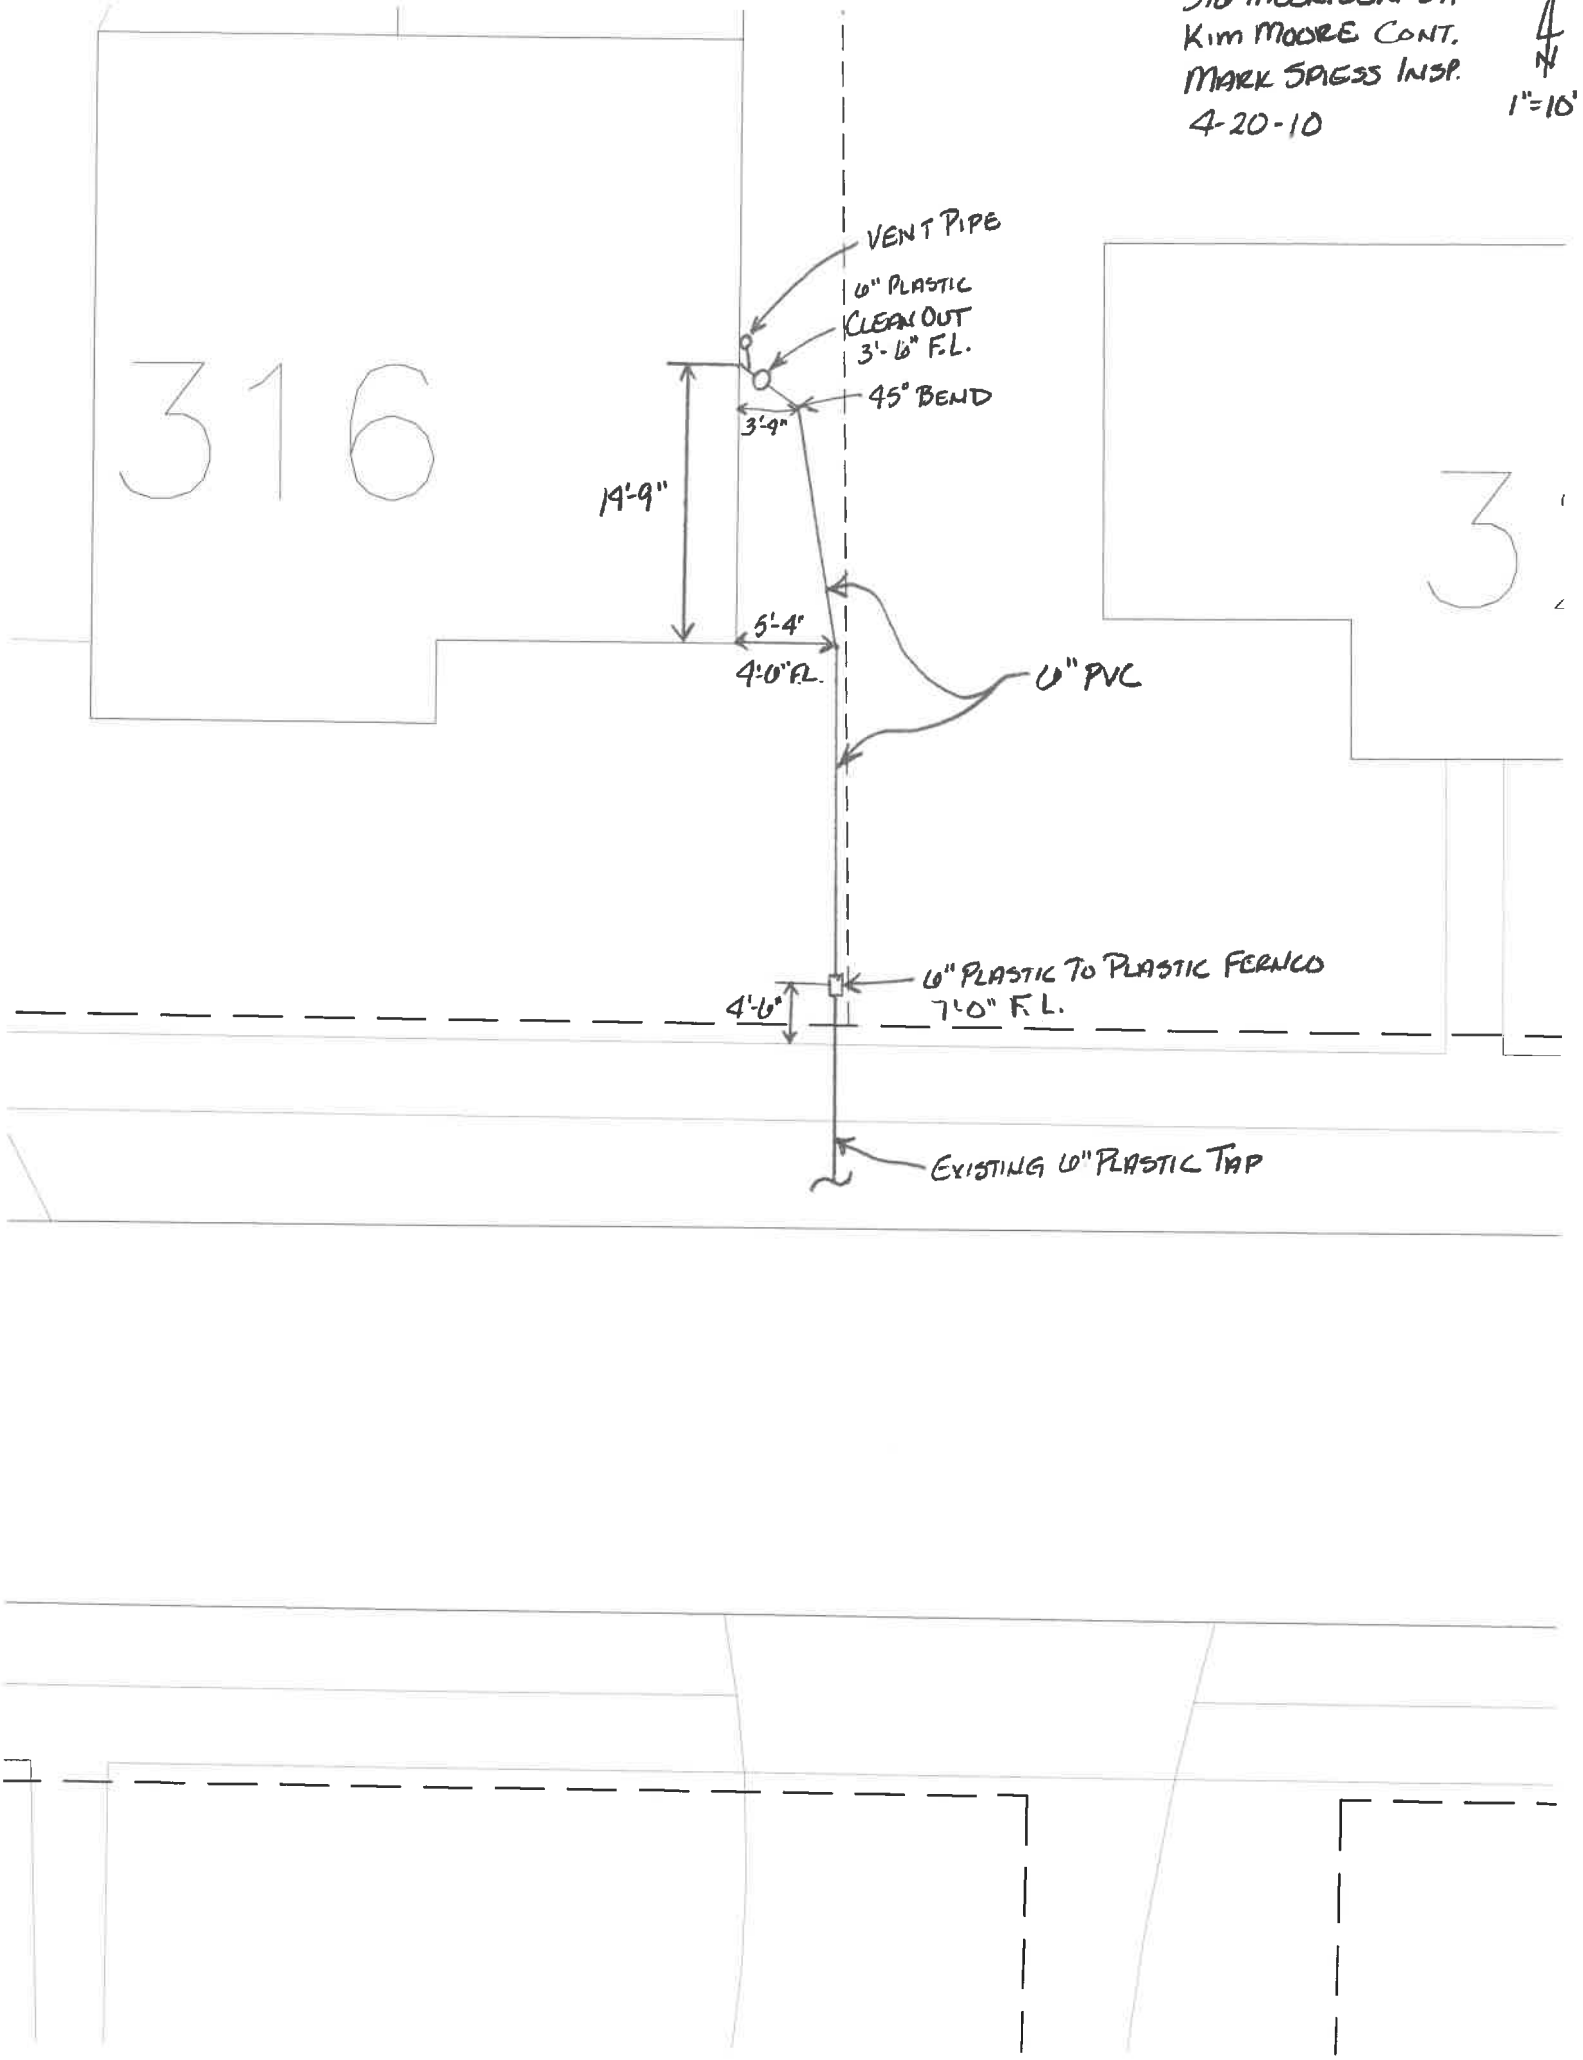 Kim MOORE CONT.
MARK SPIESS INSP.
4-20-10
N
1"=10'
VENT PIPE
6" PLASTIC
CLEAN OUT
3'-6" F.L.
45° BEND
3'-9"
316
14'-9"
3
5'-4"
4'-0" F.L.
6" PVC
6" PLASTIC TO PLASTIC FERNCO
7'-0" F.L.
4'-6"
EXISTING 6" PLASTIC TAP